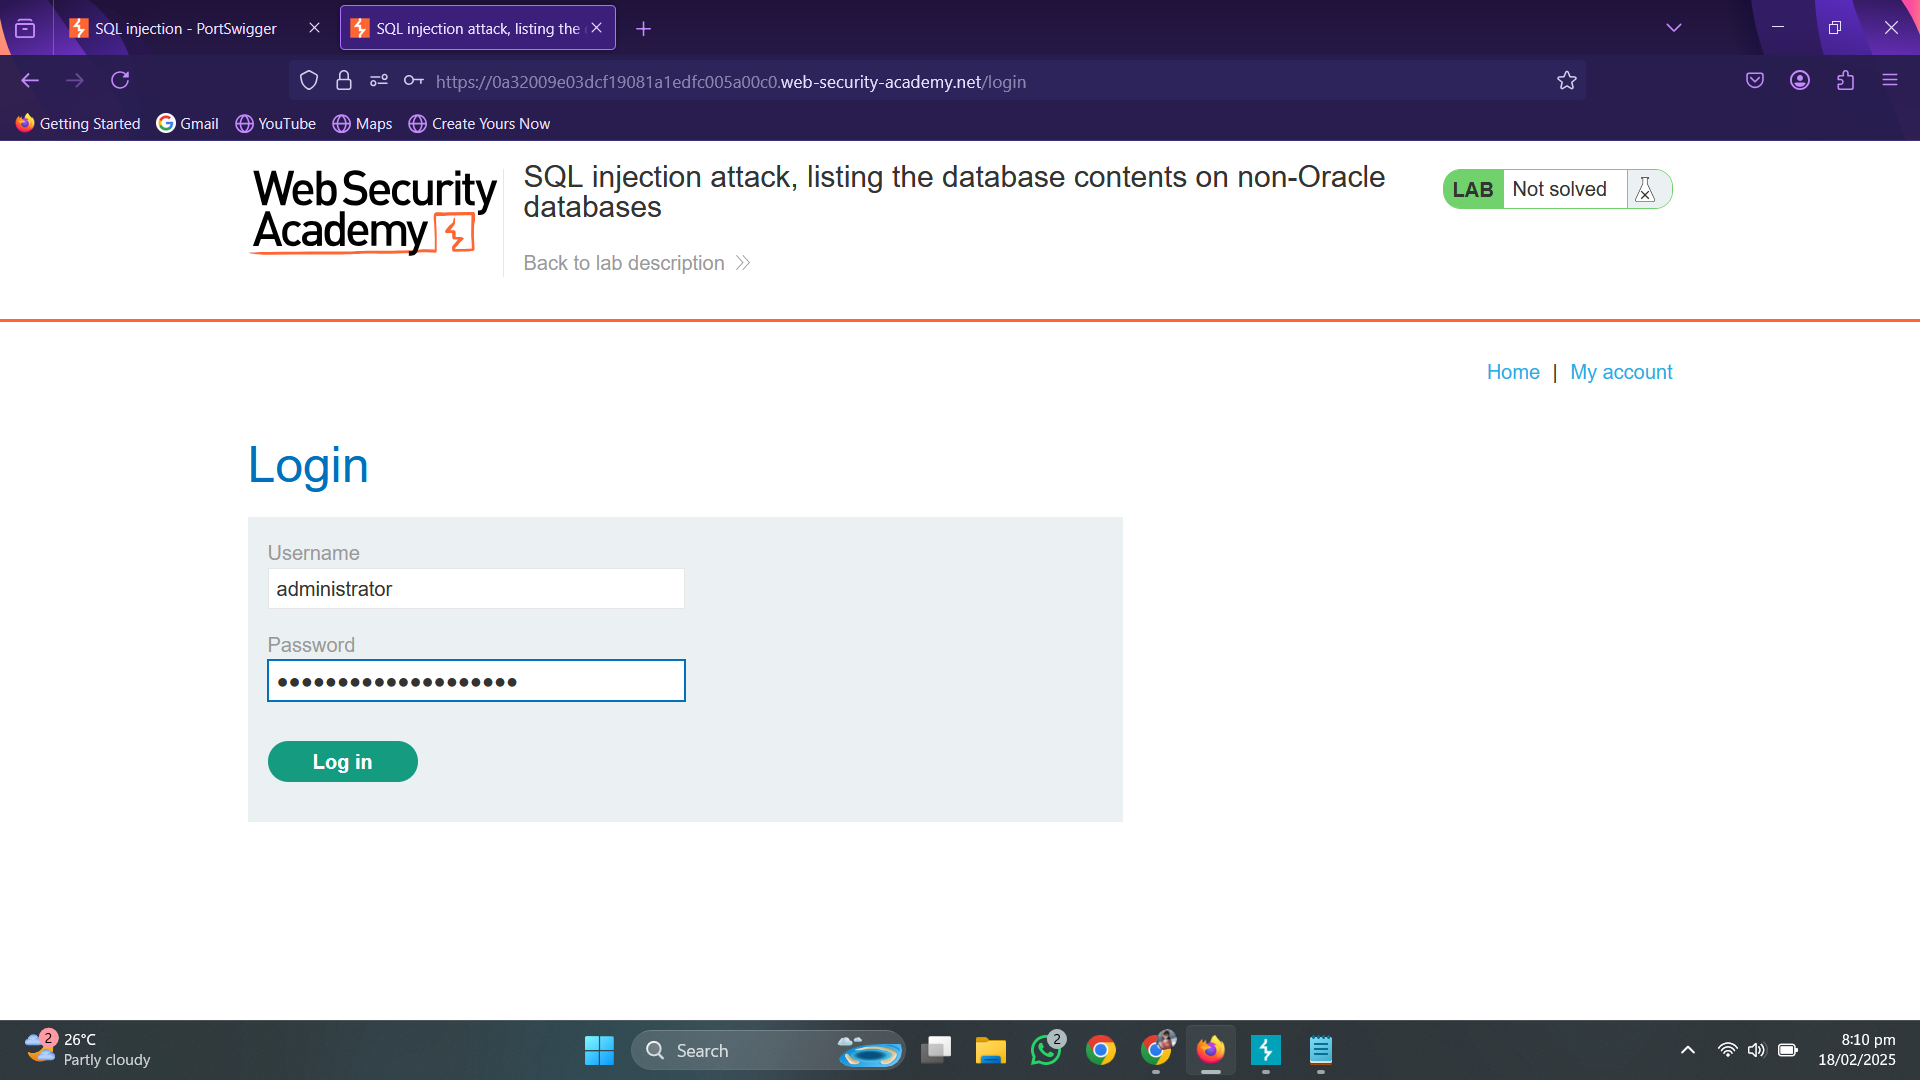 SQL injection - PortSwigger
SQL injection attack, listing the
https://0a32009e03dcf19081a1edfc005a00c0.web-security-academy.net/login
Getting Started
Gmail
YouTube
Maps
Create Yours Now
Web Security
Academy
SQL injection attack, listing the database contents on non-Oracle
databases
Back to lab description
LAB Not solved
Home | My account
Login
Username
administrator
Password
●●●●●●●●●●●●●●●●●●●●
Log in
2
26°C
Partly cloudy
Search
2
8:10 pm
18/02/2025